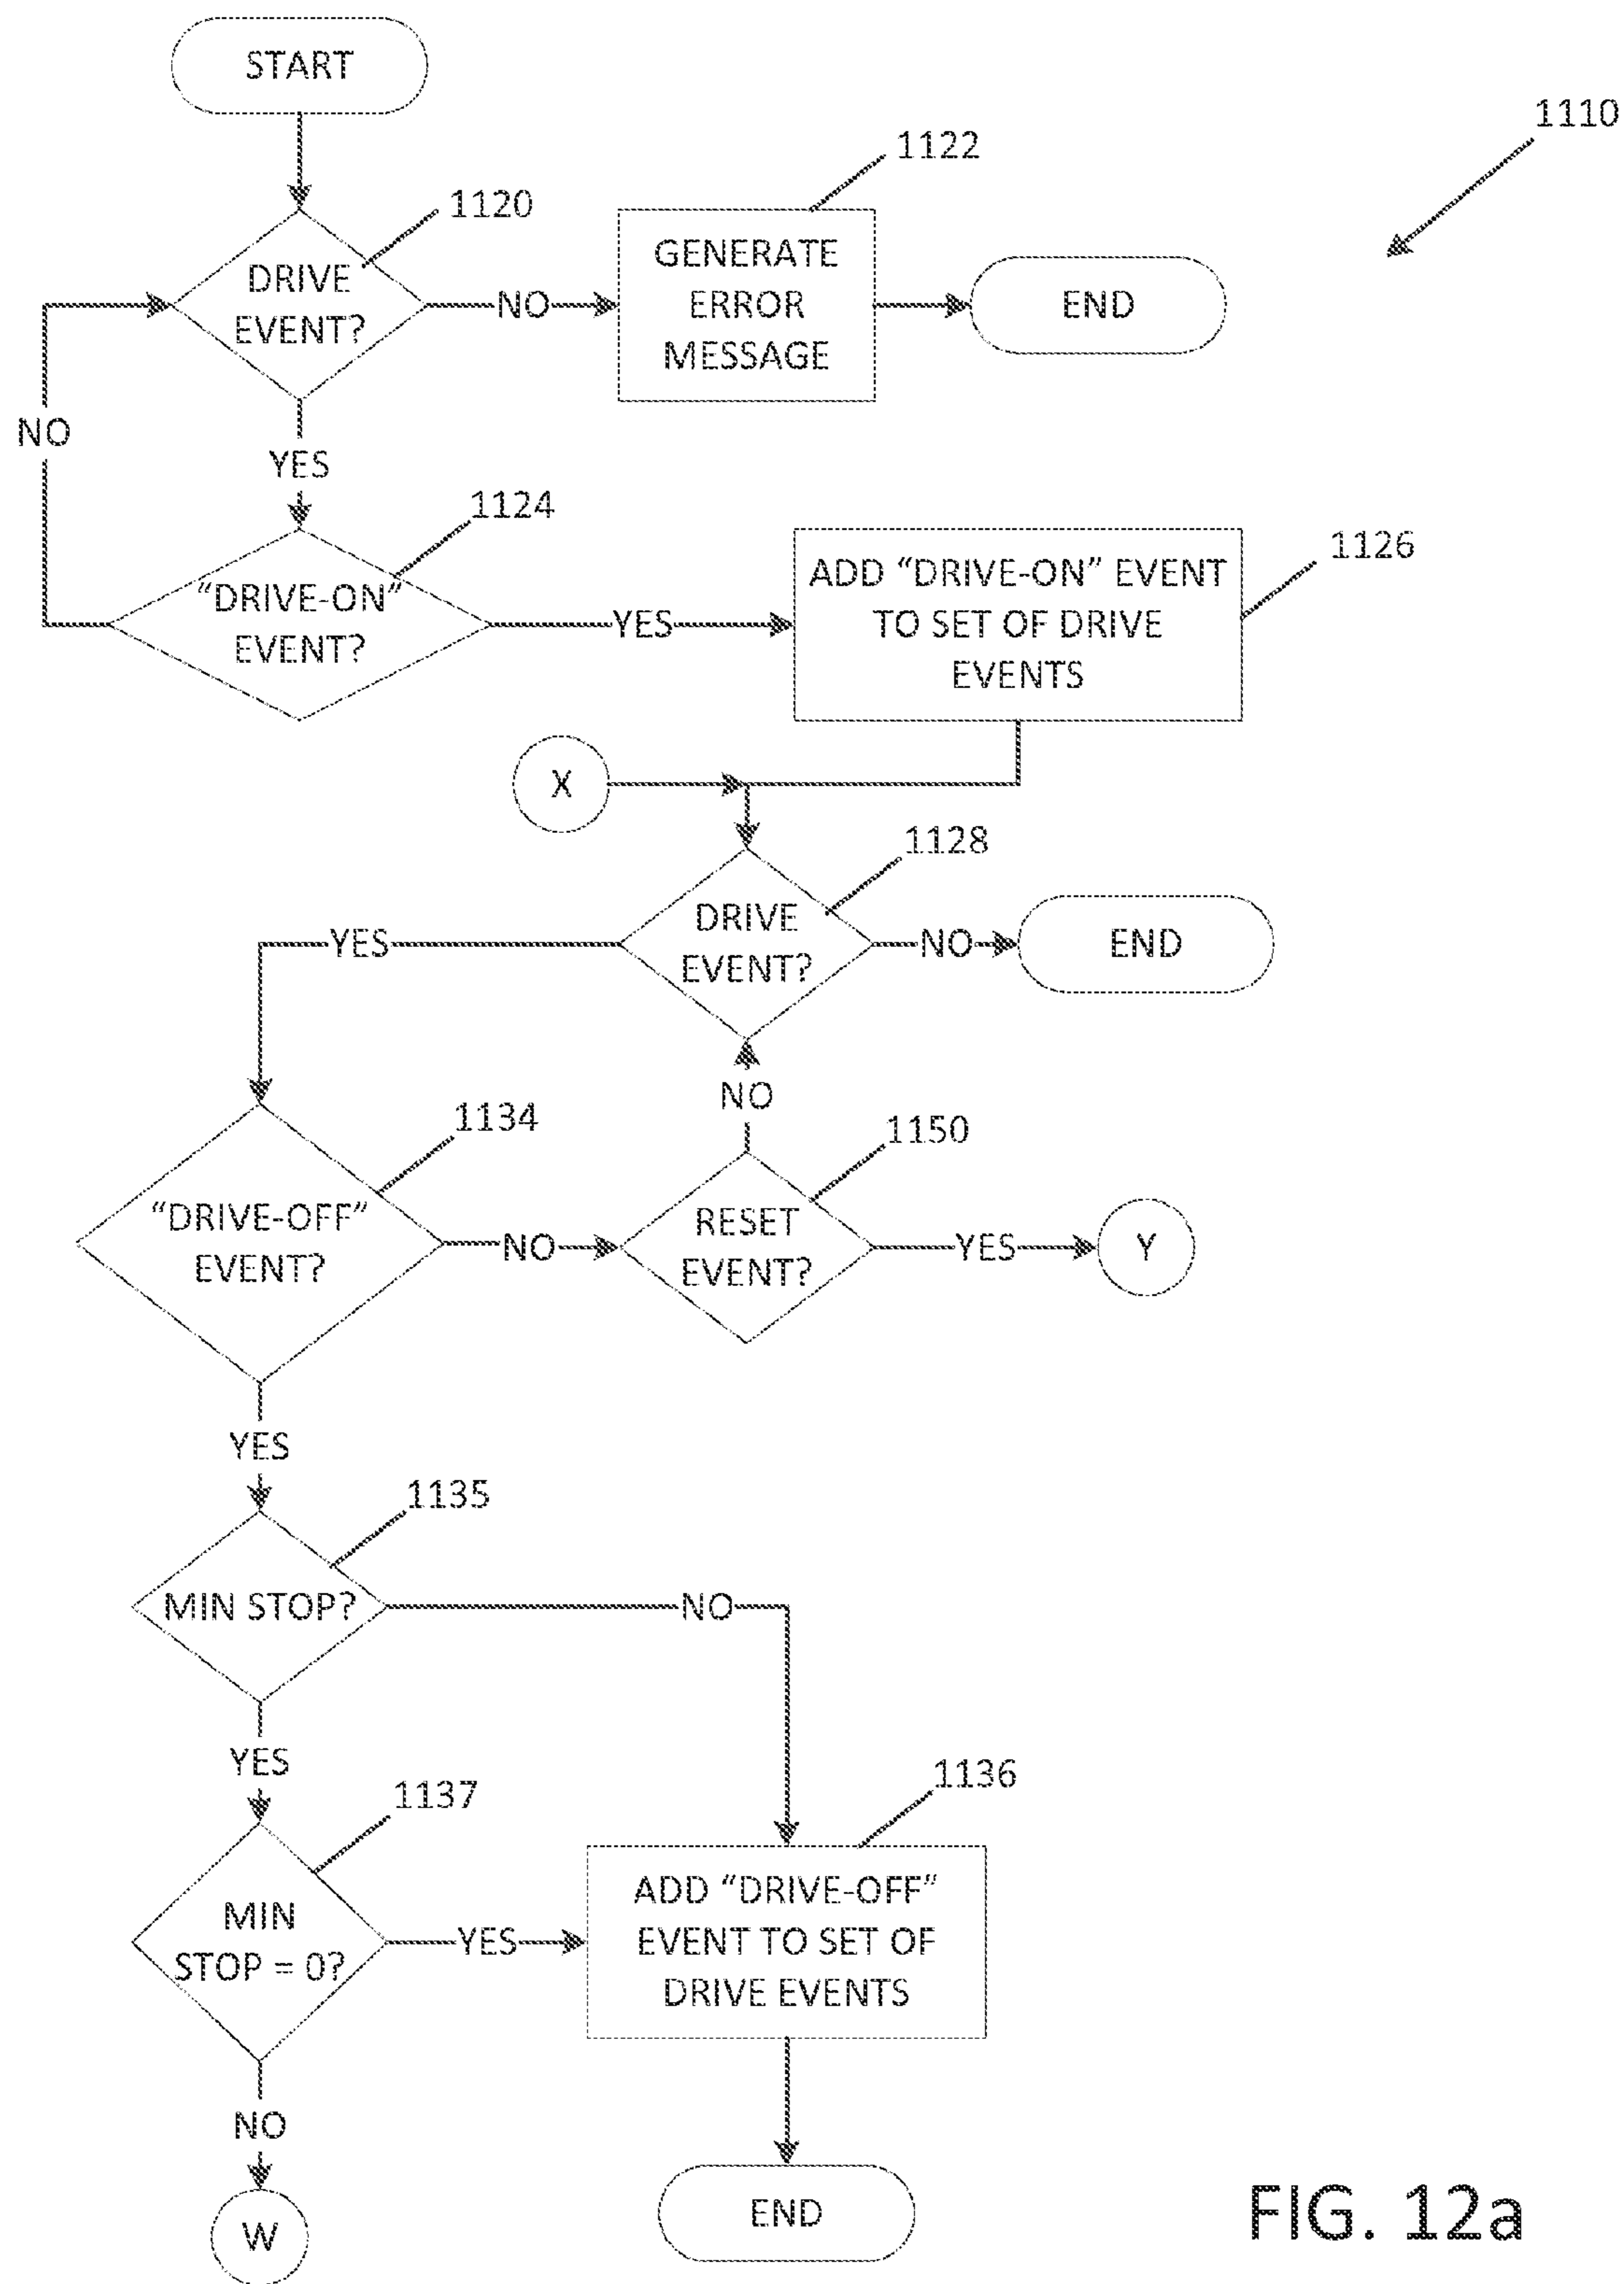 START
1110
1122
1120
GENERATE
ERROR
MESSAGE
DRIVE
EVENT?
NO
END
NO
YES
1124
1126
"DRIVE-ON"
EVENT?
YES
ADD “DRIVE-ON” EVENT
TO SET OF DRIVE
EVENTS
X
1128
DRIVE
EVENT?
YES
NO
END
NO
1134
1150
“DRIVE-OFF”
EVENT?
NO
RESET
EVENT?
YES
Y
YES
1135
MIN STOP?
NO
YES
1137
1136
MIN
STOP = 0?
YES
ADD “DRIVE-OFF”
EVENT TO SET OF
DRIVE EVENTS
NO
W
END
FIG. 12a